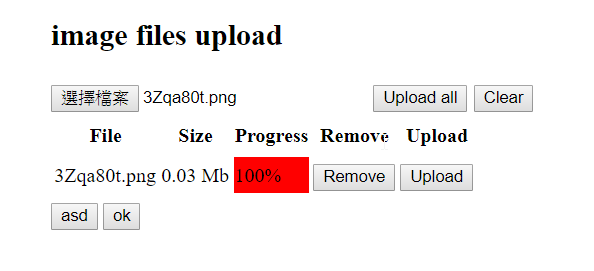 image files upload
選擇檔案 3Zqa80t.png Upload all Clear
File Size Progress Remove Upload
3Zqa80t.png 0.03 Mb 100% Remove Upload
asd ok